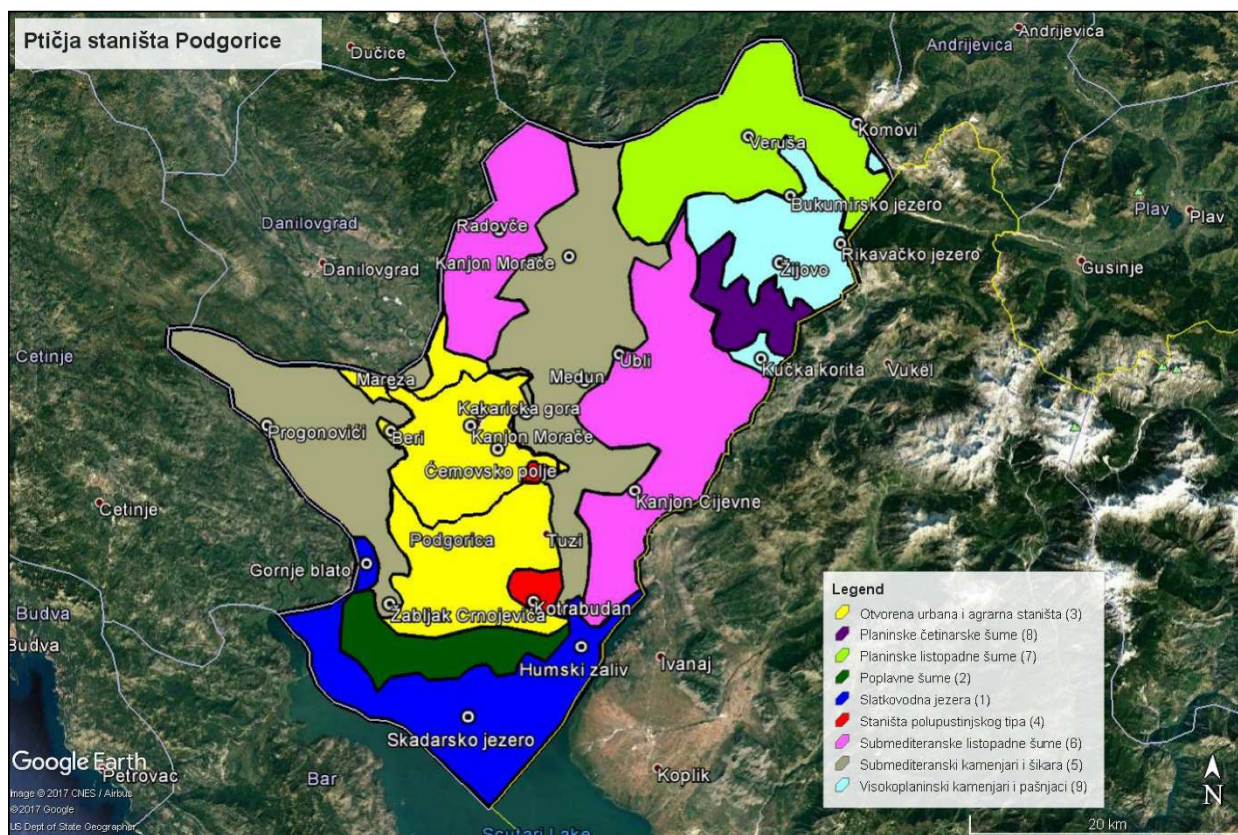 Ptičja staništa Podgorice
Dučice
Andrijevica
Andrijevica
Komovi
Veruša
Bukumirsko jezero
Plav
Plav
Radovče
Danilovgrad
Rikavačko jezero
Kanjon Morače
Žijovo
Gusinje
Danilovgrad
Cetinje
Ubli
Kučka korita
Vukël
Mareza
Medun
Kakaricka gora
Progonovići
Beri
Kanjon Morače
Ćemovsko polje
Kanjon Cijevne
Cetinje
Podgorica
Tuzi
Gornje blato
Žabljak Crnojevića
Kotrabudan
Budva
Budva
Humski zaliv
Ivanaj
Skadarsko jezero
Petrovac
Bar
Koplik
Scutari Lake
Legend
Otvorena urbana i agrarna staništa (3)
Planinske četinarske šume (8)
Planinske listopadne šume (7)
Poplavne šume (2)
Slatkovodna jezera (1)
Staništa polupustinjskog tipa (4)
Submediteranske listopadne šume (6)
Submediteranski kamenjari i šikara (5)
Visokoplaninski kamenjari i pašnjaci (9)
Google Earth
Image © 2017 CNES / Airbus
© 2017 Google
US Dept of State Geographer
N
20 km